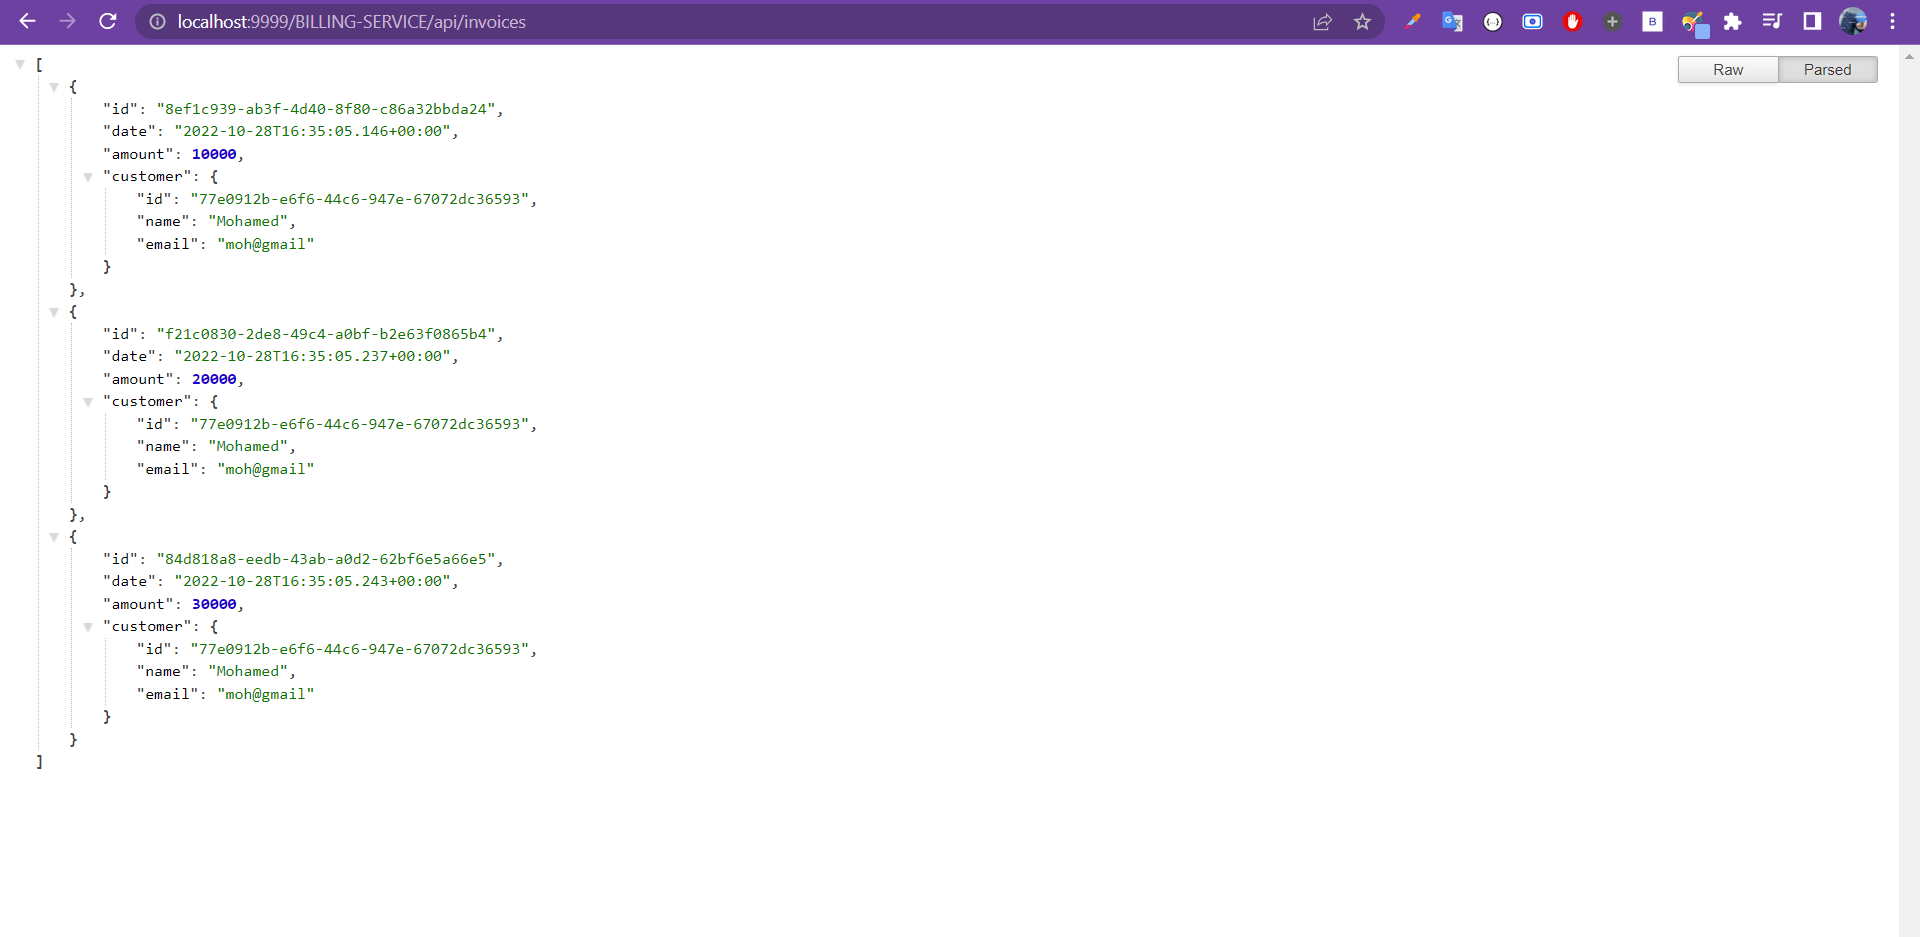 localhost:9999/BILLING-SERVICE/api/invoices
Raw Parsed
[
{
"id": "8ef1c939-ab3f-4d40-8f80-c86a32bbda24",
"date": "2022-10-28T16:35:05.146+00:00",
"amount": 10000,
"customer": {
"id": "77e0912b-e6f6-44c6-947e-67072dc36593",
"name": "Mohamed",
"email": "moh@gmail"
}
},
{
"id": "f21c0830-2de8-49c4-a0bf-b2e63f0865b4",
"date": "2022-10-28T16:35:05.237+00:00",
"amount": 20000,
"customer": {
"id": "77e0912b-e6f6-44c6-947e-67072dc36593",
"name": "Mohamed",
"email": "moh@gmail"
}
},
{
"id": "84d818a8-eedb-43ab-a0d2-62bf6e5a66e5",
"date": "2022-10-28T16:35:05.243+00:00",
"amount": 30000,
"customer": {
"id": "77e0912b-e6f6-44c6-947e-67072dc36593",
"name": "Mohamed",
"email": "moh@gmail"
}
}
]